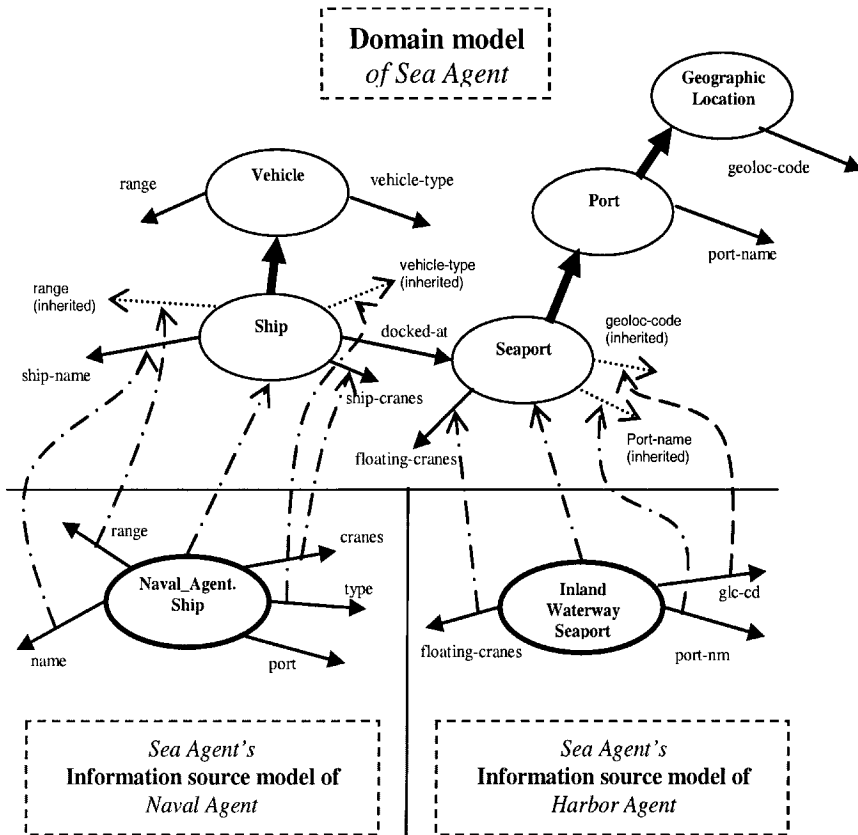 Domain model
of Sea Agent
Geographic
Location
geoloc-code
range
Vehicle
vehicle-type
Port
port-name
range
(inherited)
vehicle-type
(inherited)
Ship
docked-at
Seaport
geoloc-code
(inherited)
ship-name
ship-cranes
floating-cranes
Port-name
(inherited)
range
cranes
Naval_Agent.
Ship
type
name
port
Inland
Waterway
Seaport
glc-cd
floating-cranes
port-nm
Sea Agent's
Information source model of
Naval Agent
Sea Agent's
Information source model of
Harbor Agent